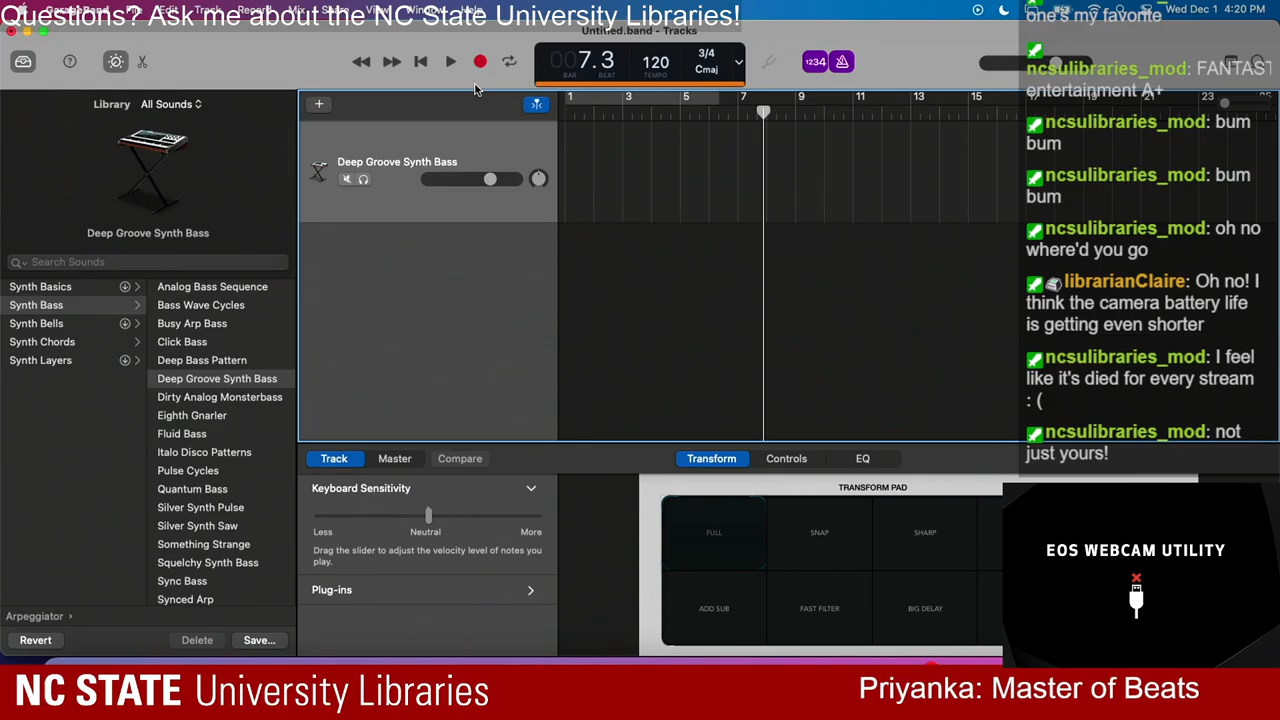 Questions? Ask me about the NC State University Libraries!
Wed Dec 1 4:20 PM
Untitled.band - Tracks
007.3
BAR
BEAT
120
TEMPO
3/4
Cmaj
1234
Library
All Sounds
Deep Groove Synth Bass
Search Sounds
Synth Basics
Synth Bass
Synth Bells
Synth Chords
Synth Layers
Analog Bass Sequence
Bass Wave Cycles
Busy Arp Bass
Click Bass
Deep Bass Pattern
Deep Groove Synth Bass
Dirty Analog Monsterbass
Eighth Gnarler
Fluid Bass
Italo Disco Patterns
Pulse Cycles
Quantum Bass
Silver Synth Pulse
Silver Synth Saw
Something Strange
Squelchy Synth Bass
Sync Bass
Synced Arp
Arpeggiator
Revert
Delete
Save...
1 3 5 7 9 11 13 15 21 23
Deep Groove Synth Bass
Track
Master
Compare
Transform
Controls
EQ
Keyboard Sensitivity
Less
Neutral
More
Drag the slider to adjust the velocity level of notes you
play.
Plug-ins
TRANSFORM PAD
FULL
SNAP
SHARP
ADD SUB
FAST FILTER
BIG DELAY
one's my favorite
ncsulibraries_mod: FANTAST
entertainment A+
ncsulibraries_mod: bum
bum
ncsulibraries_mod: bum
bum
ncsulibraries_mod: oh no
where'd you go
librarianClaire: Oh no! I
think the camera battery life
is getting even shorter
ncsulibraries_mod: I feel
like it's died for every stream
: (
ncsulibraries_mod: not
just yours!
EOS WEBCAM UTILITY
NC STATE University Libraries
Priyanka: Master of Beats